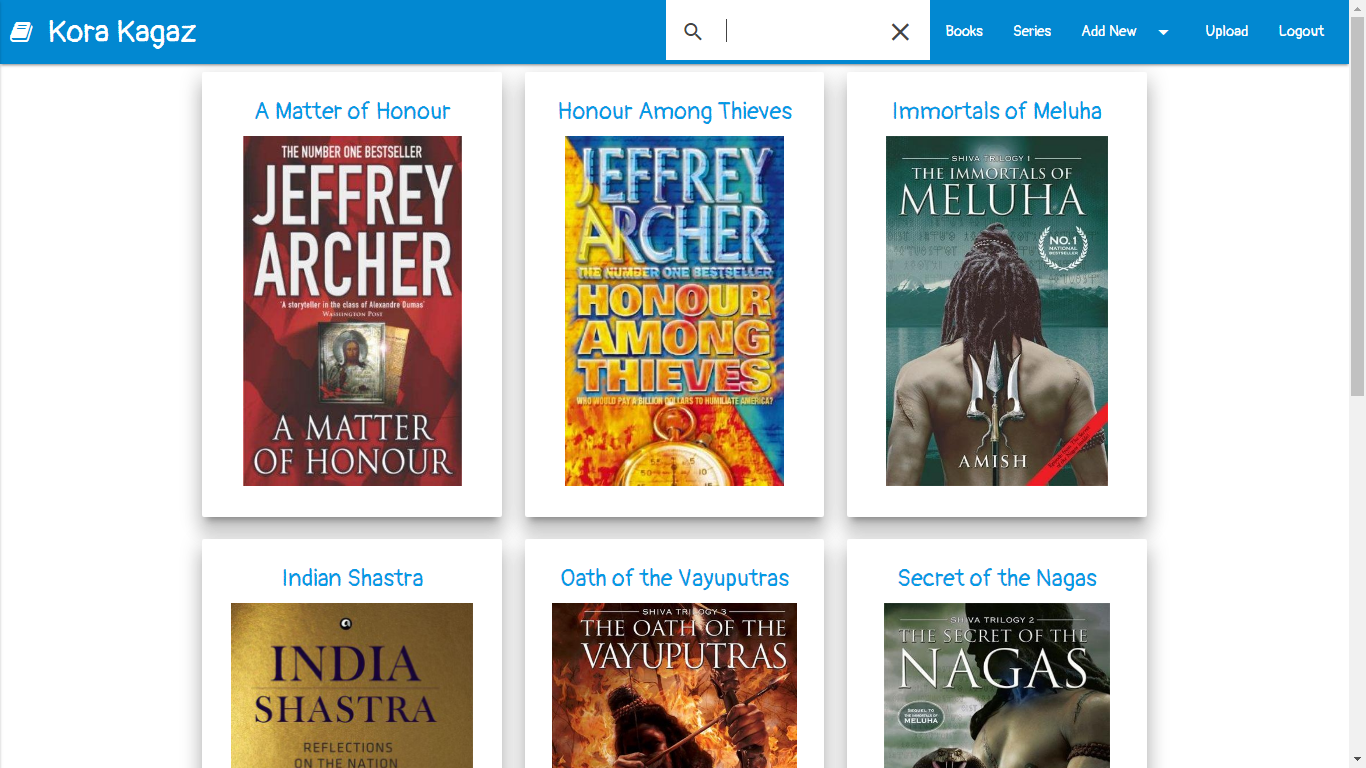 Kora Kagaz
Books
Series
Add New
Upload
Logout
A Matter of Honour
THE NUMBER ONE BESTSELLER
JEFFREY
ARCHER
'A storyteller in the class of Alexandre Dumas'
WASHINGTON POST
A MATTER
OF HONOUR
Honour Among Thieves
JEFFREY
ARCHER
THE NUMBER ONE BESTSELLER
HONOUR
AMONG
THIEVES
WHO WOULD PAY A BILLION DOLLARS TO HUMILIATE AMERICA?
Immortals of Meluha
SHIVA TRILOGY 1
THE IMMORTALS OF
MELUHA
NO.1
NATIONAL
BESTSELLER
AMISH
Indian Shastra
INDIA
SHASTRA
REFLECTIONS
ON THE NATION
Oath of the Vayuputras
SHIVA TRILOGY 3
THE OATH OF THE
VAYUPUTRAS
Secret of the Nagas
SHIVA TRILOGY 2
THE SECRET OF THE
NAGAS
SEQUEL TO
THE IMMORTALS OF
MELUHA